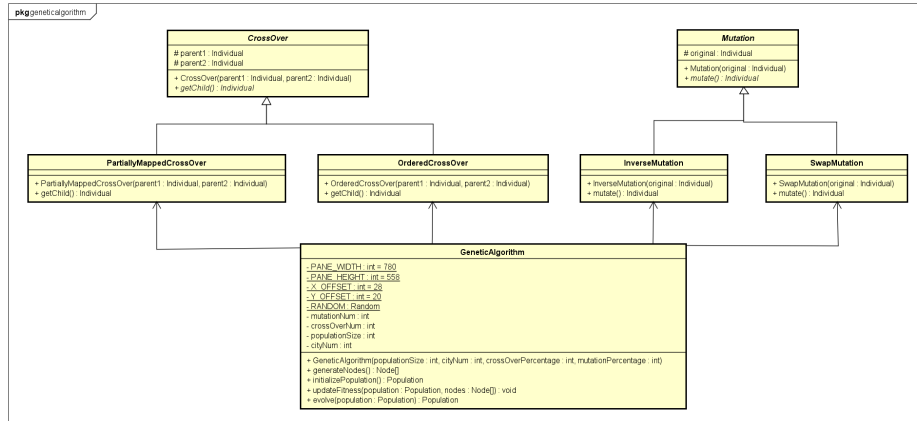 pkg geneticalgorithm
CrossOver
# parent1 : Individual
# parent2 : Individual
+ CrossOver(parent1 : Individual, parent2 : Individual)
+ getChild() : Individual
Mutation
# original : Individual
+ Mutation(original : Individual)
+ mutate() : Individual
PartiallyMappedCrossOver
+ PartiallyMappedCrossOver(parent1 : Individual, parent2 : Individual)
+ getChild() : Individual
OrderedCrossOver
+ OrderedCrossOver(parent1 : Individual, parent2 : Individual)
+ getChild() : Individual
InverseMutation
+ InverseMutation(original : Individual)
+ mutate() : Individual
SwapMutation
+ SwapMutation(original : Individual)
+ mutate() : Individual
GeneticAlgorithm
- PANE_WIDTH : int = 780
- PANE_HEIGHT : int = 558
- X_OFFSET : int = 28
- Y_OFFSET : int = 20
- RANDOM : Random
- mutationNum : int
- crossOverNum : int
- populationSize : int
- cityNum : int
+ GeneticAlgorithm(populationSize : int, cityNum : int, crossOverPercentage : int, mutationPercentage : int)
+ generateNodes() : Node[]
+ initializePopulation() : Population
+ updateFitness(population : Population, nodes : Node[]) : void
+ evolve(population : Population) : Population